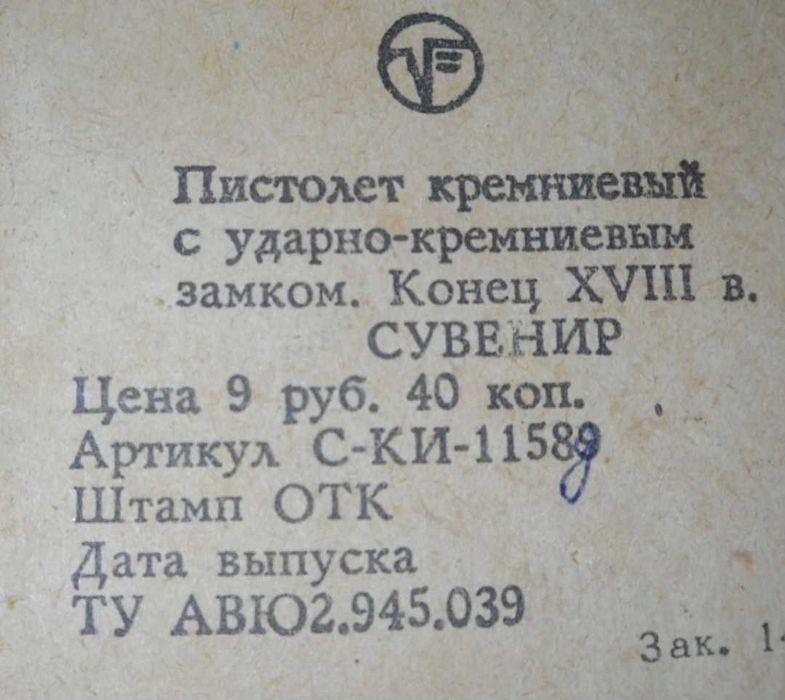 Пистолет кремниевый
с ударно-кремниевым
замком. Конец XVIII в.
СУВЕНИР
Цена 9 руб. 40 коп.
Артикул С-КИ-1158
Штамп ОТК
Дата выпуска
ТУ АВЮ2.945.039
Зак.